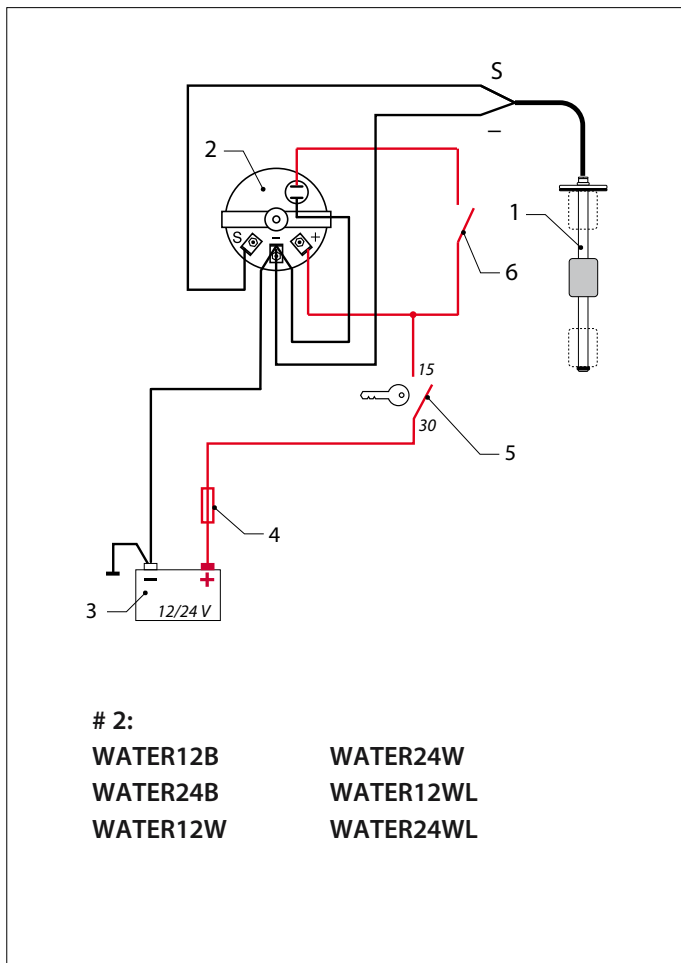 S
–
2
1
S
–
+
6
15
30
5
4
– +
3
12/24 V
# 2:
WATER12B WATER24W
WATER24B WATER12WL
WATER12W WATER24WL